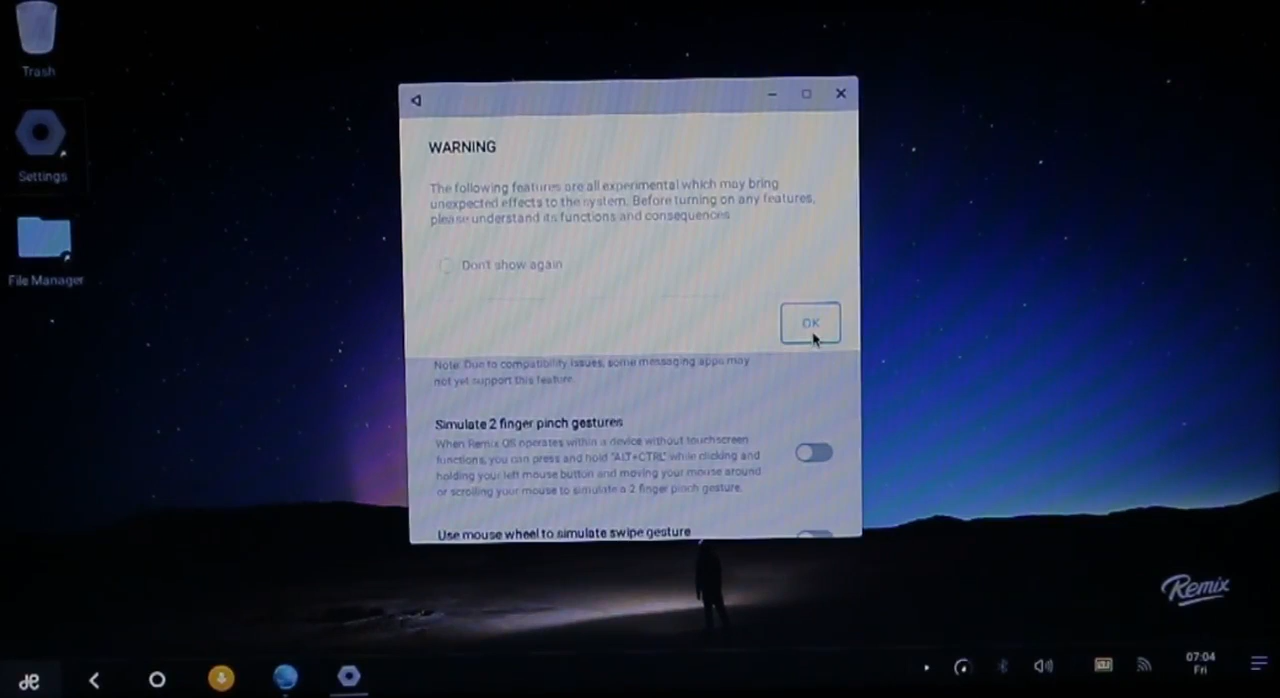 Trash
Settings
File Manager
WARNING
The following features are all experimental which may bring
unexpected effects to the system. Before turning on any features,
please understand its functions and consequences
Don't show again
OK
Note: Due to compatibility issues, some messaging apps may
not yet support this feature.
Simulate 2 finger pinch gestures
When Remix OS operates within a device without touchscreen
functions, you can press and hold "ALT+CTRL" while clicking and
holding your left mouse button and moving your mouse around
or scrolling your mouse to simulate a 2 finger pinch gesture.
Use mouse wheel to simulate swipe gesture
Remix
07:04
Fri